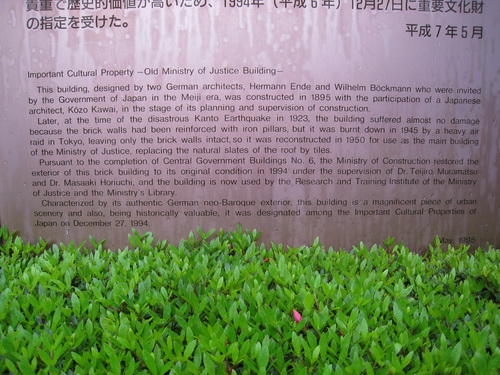 貴重で歴史的価値が高いため、1994年（平成6年）12月27日に重要文化財
の指定を受けた。
平成7年5月
Important Cultural Property —Old Ministry of Justice Building—
This building, designed by two German architects, Hermann Ende and Wilhelm Böckmann who were invited
by the Government of Japan in the Meiji era, was constructed in 1895 with the participation of a Japanese
architect, Kōzo Kawai, in the stage of its planning and supervision of construction.
Later, at the time of the disastrous Kanto Earthquake in 1923, the building suffered almost no damage
because the brick walls had been reinforced with iron pillars, but it was burnt down in 1945 by a heavy air
raid in Tokyo, leaving only the brick walls intact, so it was reconstructed in 1950 for use as the main building
of the Ministry of Justice, replacing the natural slates of the roof by tiles.
Pursuant to the completion of Central Government Buildings No. 6, the Ministry of Construction restored the
exterior of this brick building to its original condition in 1994 under the supervision of Dr. Teijiro Muramatsu
and Dr. Masaaki Horiuchi, and the building is now used by the Research and Training Institute of the Ministry
of Justice and the Ministry's Library.
Characterized by its authentic German neo-Baroque exterior, this building is a magnificent piece of urban
scenery and also, being historically valuable, it was designated among the Important Cultural Properties of
Japan on December 27, 1994.
May, 1995